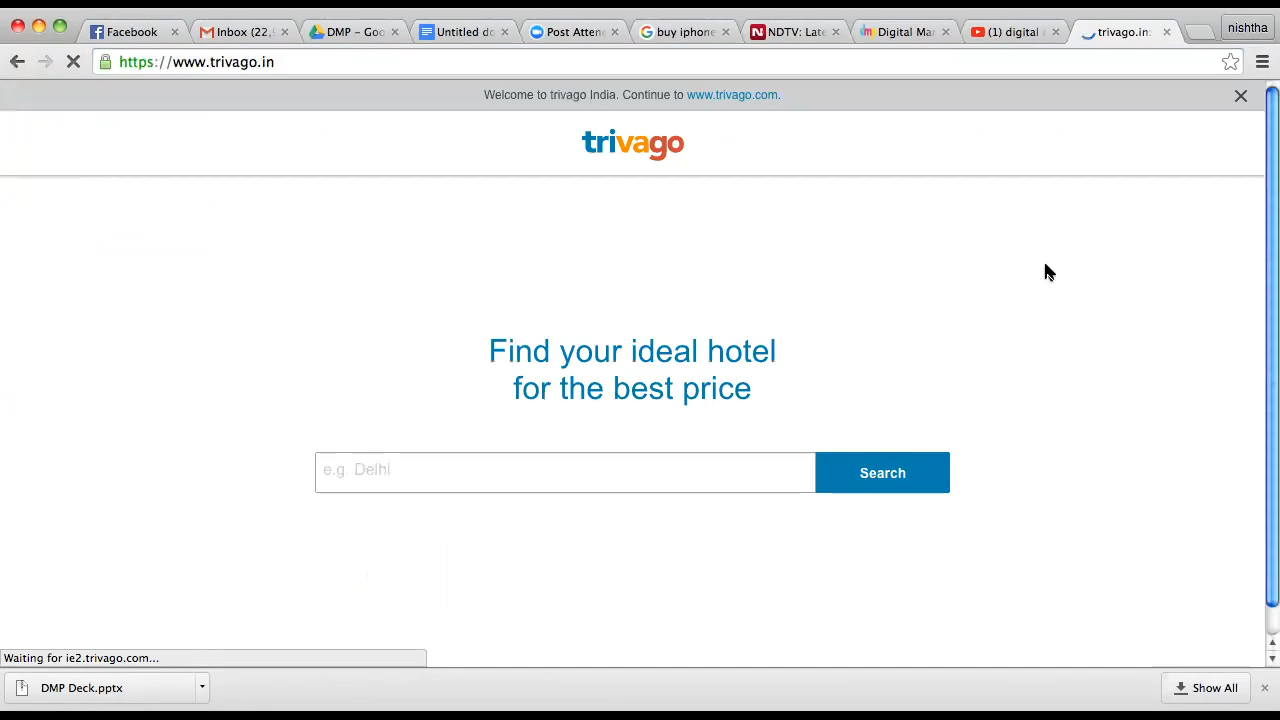 Facebook
Inbox (22,
DMP – Goo
Untitled do
Post Atten
buy iphone
NDTV: Late
Digital Mar
(1) digital
trivago.in:
nishtha
https://www.trivago.in
Welcome to trivago India. Continue to www.trivago.com.
trivago
Find your ideal hotel
for the best price
e.g. Delhi
Search
Waiting for ie2.trivago.com...
DMP Deck.pptx
Show All